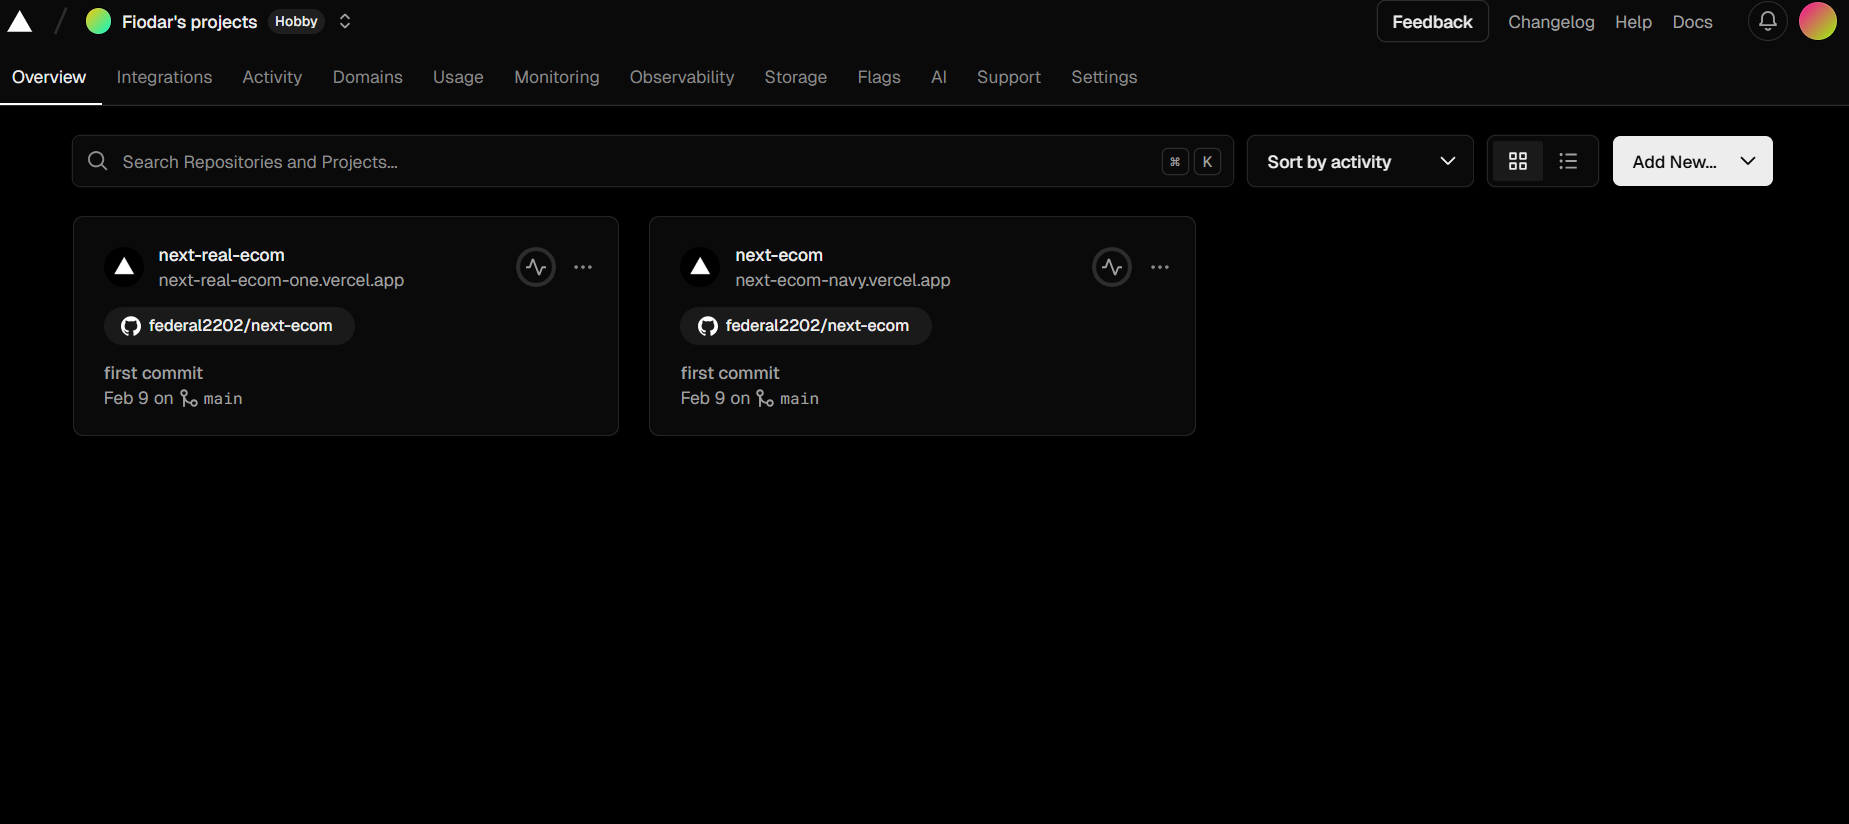 Fiodar's projects Hobby Feedback Changelog Help Docs
Overview Integrations Activity Domains Usage Monitoring Observability Storage Flags AI Support Settings
Search Repositories and Projects... ⌘ K Sort by activity Add New...
next-real-ecom
next-real-ecom-one.vercel.app
federal2202/next-ecom
first commit
Feb 9 on main
next-ecom
next-ecom-navy.vercel.app
federal2202/next-ecom
first commit
Feb 9 on main